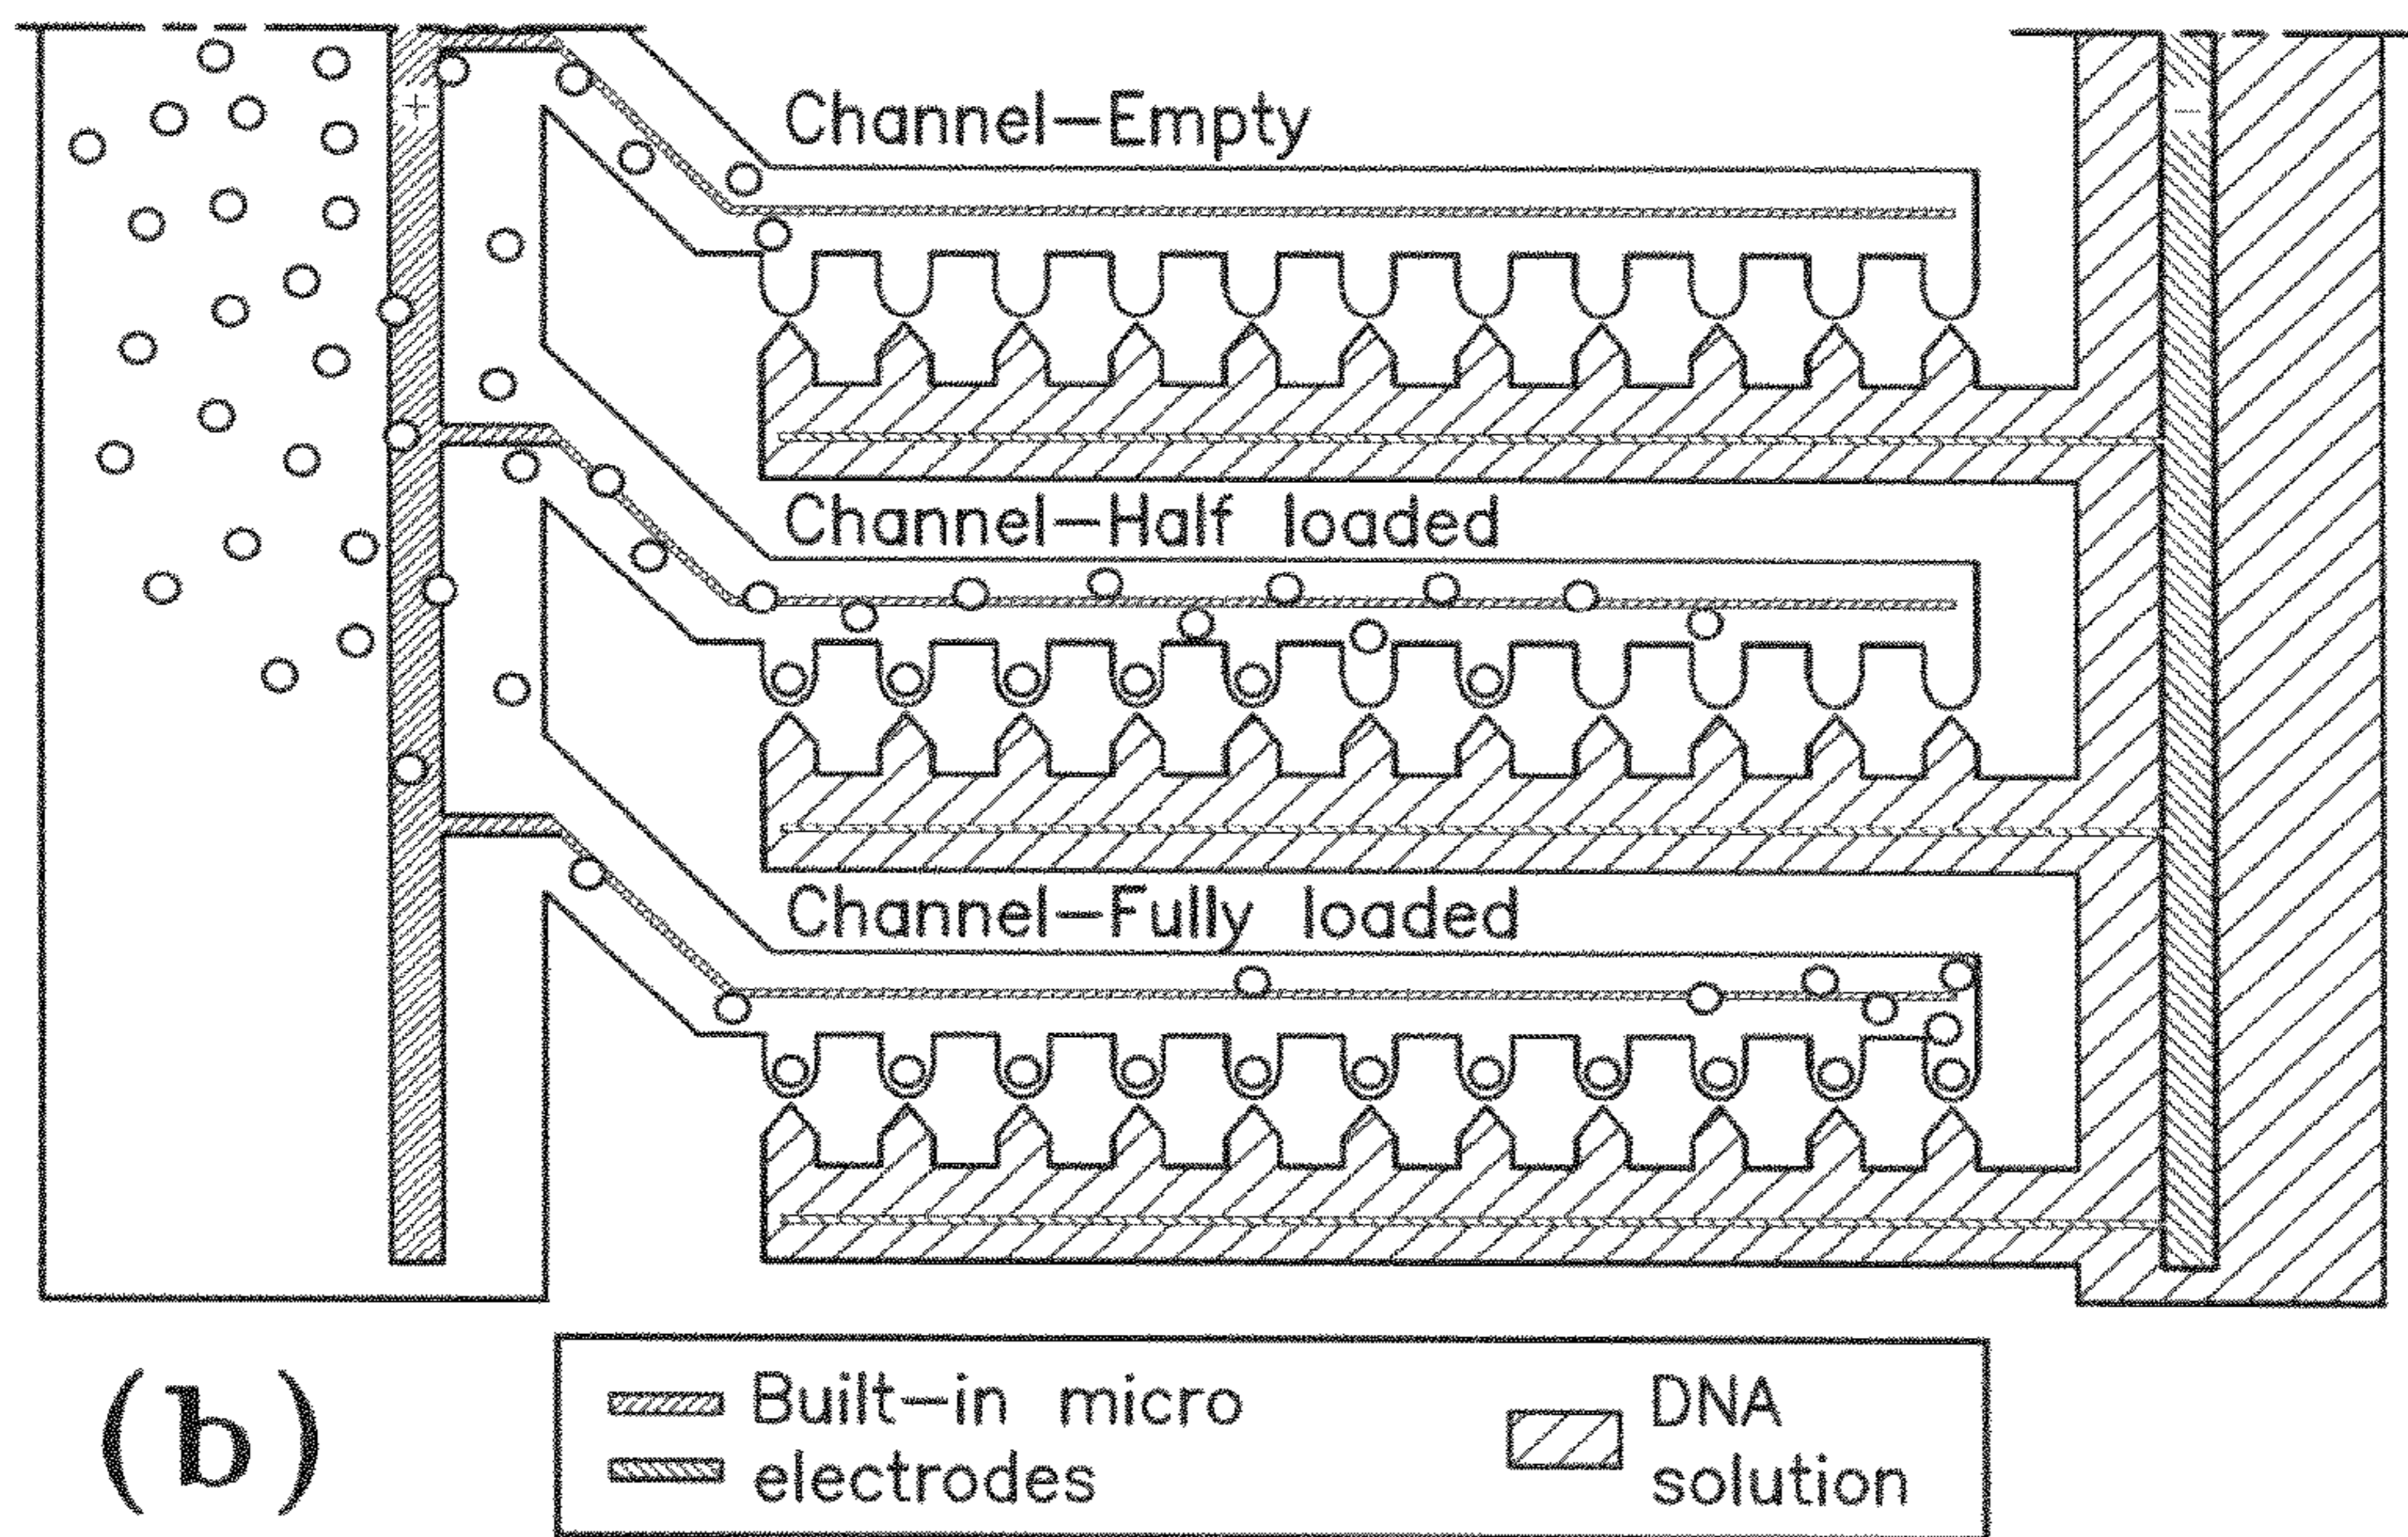 +
–
Channel–Empty
Channel–Half loaded
Channel–Fully loaded
(b)
Built–in micro
electrodes
DNA
solution